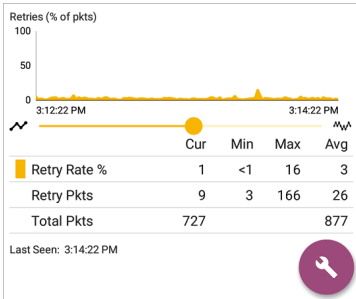 Retries (% of pkts)
100
50
0
3:12:22 PM 3:14:22 PM
Cur Min Max Avg
Retry Rate % 1 <1 16 3
Retry Pkts 9 3 166 26
Total Pkts 727 877
Last Seen: 3:14:22 PM